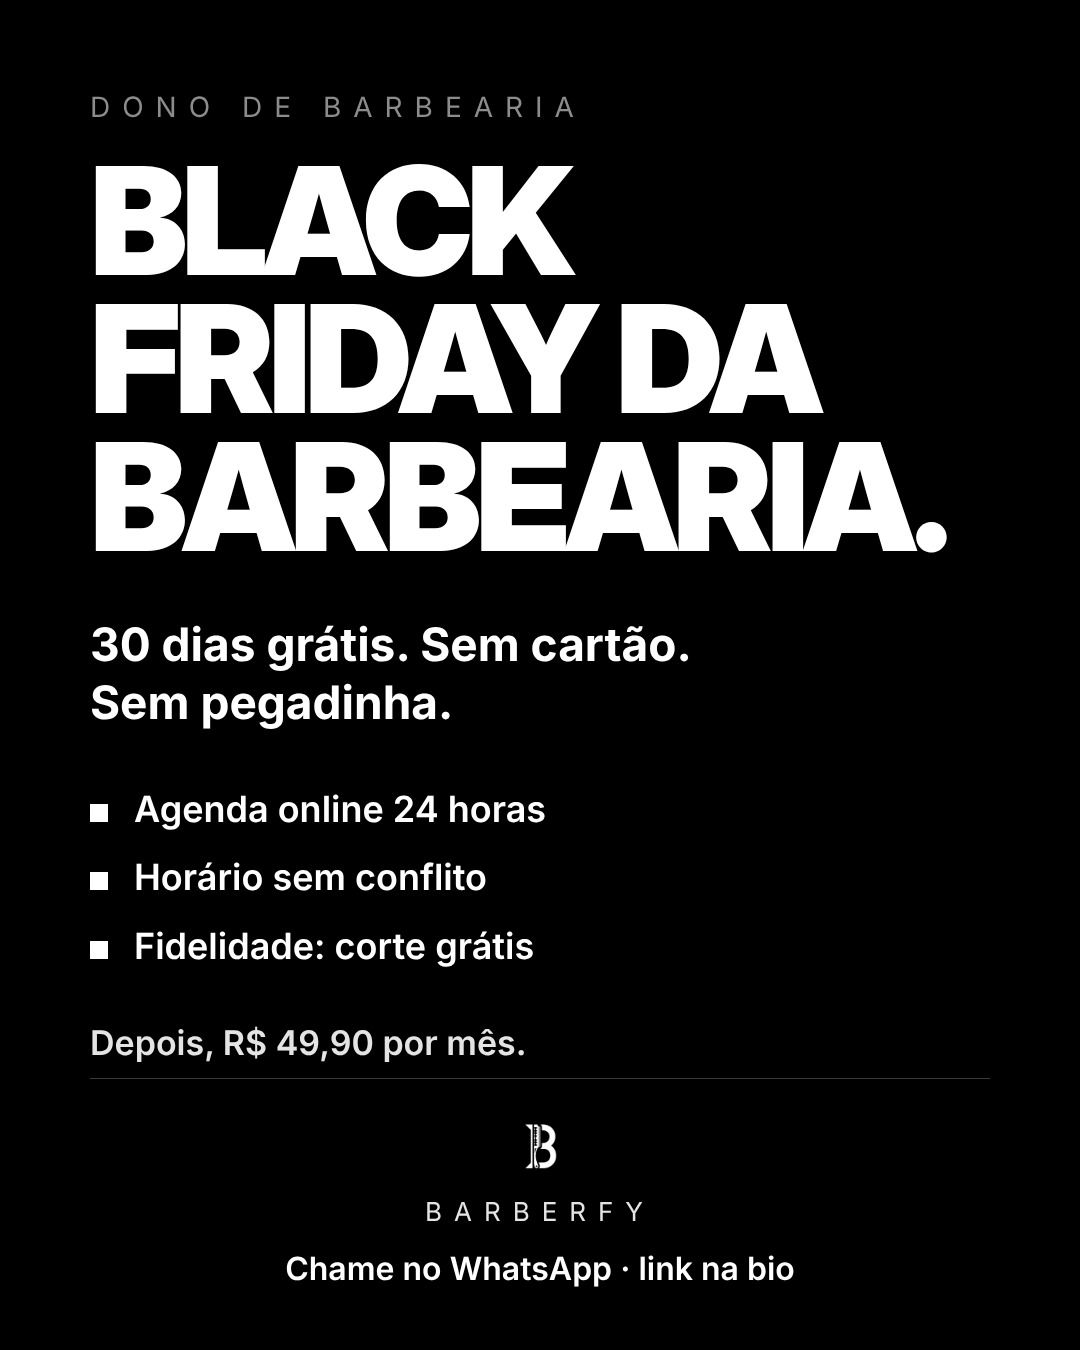 DONO DE BARBEARIA
BLACK
FRIDAY DA
BARBEARIA.
30 dias grátis. Sem cartão.
Sem pegadinha.
Agenda online 24 horas
Horário sem conflito
Fidelidade: corte grátis
Depois, R$ 49,90 por mês.
B
BARBERFY
Chame no WhatsApp · link na bio